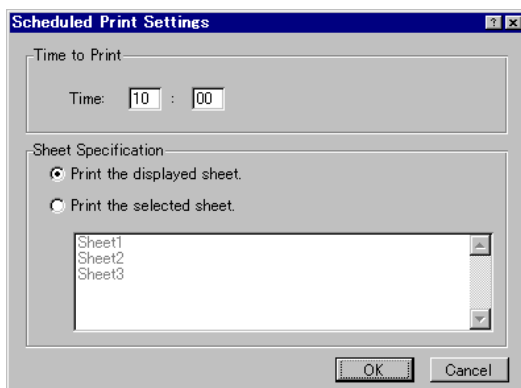 Scheduled Print Settings
Time to Print
Time: 10 : 00
Sheet Specification
Print the displayed sheet.
Print the selected sheet.
Sheet1
Sheet2
Sheet3
OK Cancel